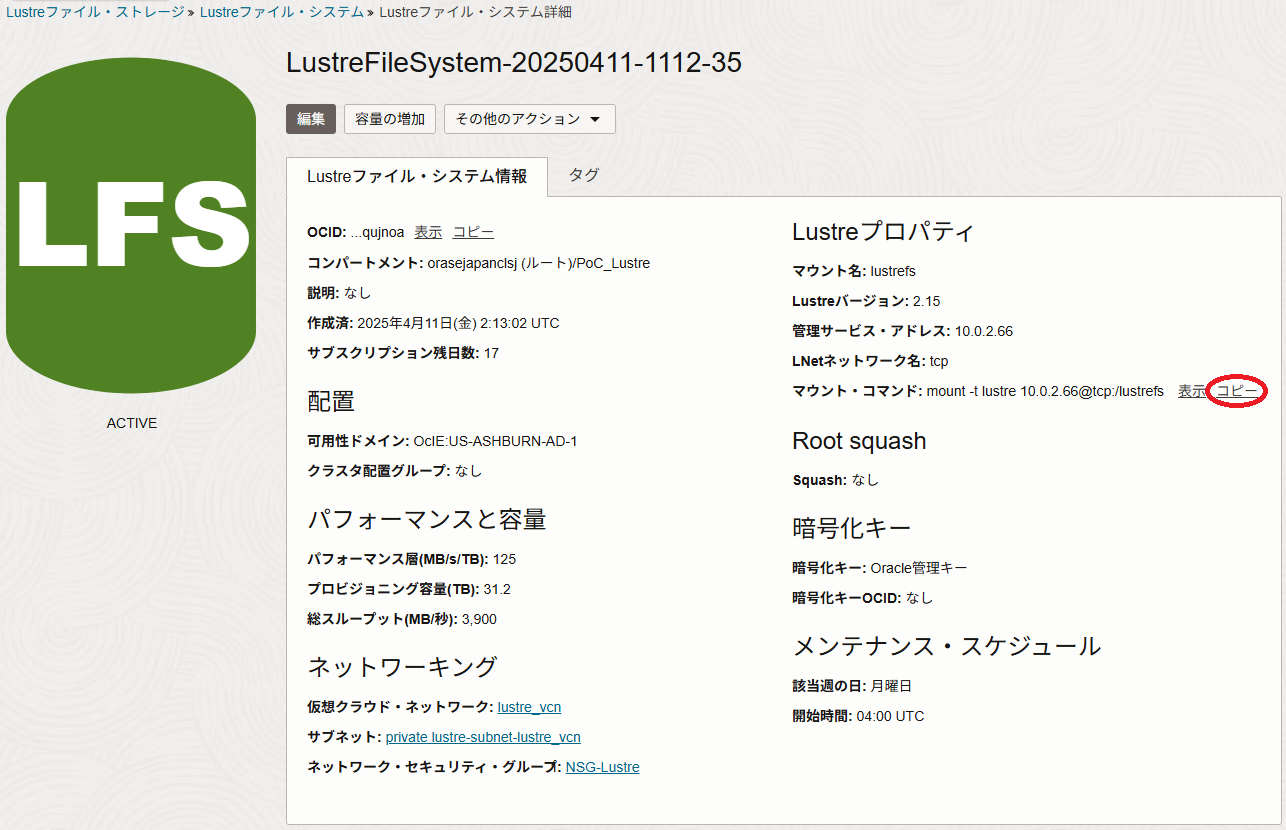 Lustreファイル・ストレージ » Lustreファイル・システム » Lustreファイル・システム詳細
LFS
ACTIVE
LustreFileSystem-20250411-1112-35
編集 容量の増加 その他のアクション
Lustreファイル・システム情報 タグ
OCID: ...qujnoa 表示 コピー
コンパートメント: orasejapanclsj (ルート)/PoC_Lustre
説明: なし
作成済: 2025年4月11日(金) 2:13:02 UTC
サブスクリプション残日数: 17
配置
可用性ドメイン: OclE:US-ASHBURN-AD-1
クラスタ配置グループ: なし
パフォーマンスと容量
パフォーマンス層(MB/s/TB): 125
プロビジョニング容量(TB): 31.2
総スループット(MB/秒): 3,900
ネットワーキング
仮想クラウド・ネットワーク: lustre_vcn
サブネット: private lustre-subnet-lustre_vcn
ネットワーク・セキュリティ・グループ: NSG-Lustre
Lustreプロパティ
マウント名: lustrefs
Lustreバージョン: 2.15
管理サービス・アドレス: 10.0.2.66
LNetネットワーク名: tcp
マウント・コマンド: mount -t lustre 10.0.2.66@tcp:/lustrefs 表示 コピー
Root squash
Squash: なし
暗号化キー
暗号化キー: Oracle管理キー
暗号化キーOCID: なし
メンテナンス・スケジュール
該当週の日: 月曜日
開始時間: 04:00 UTC